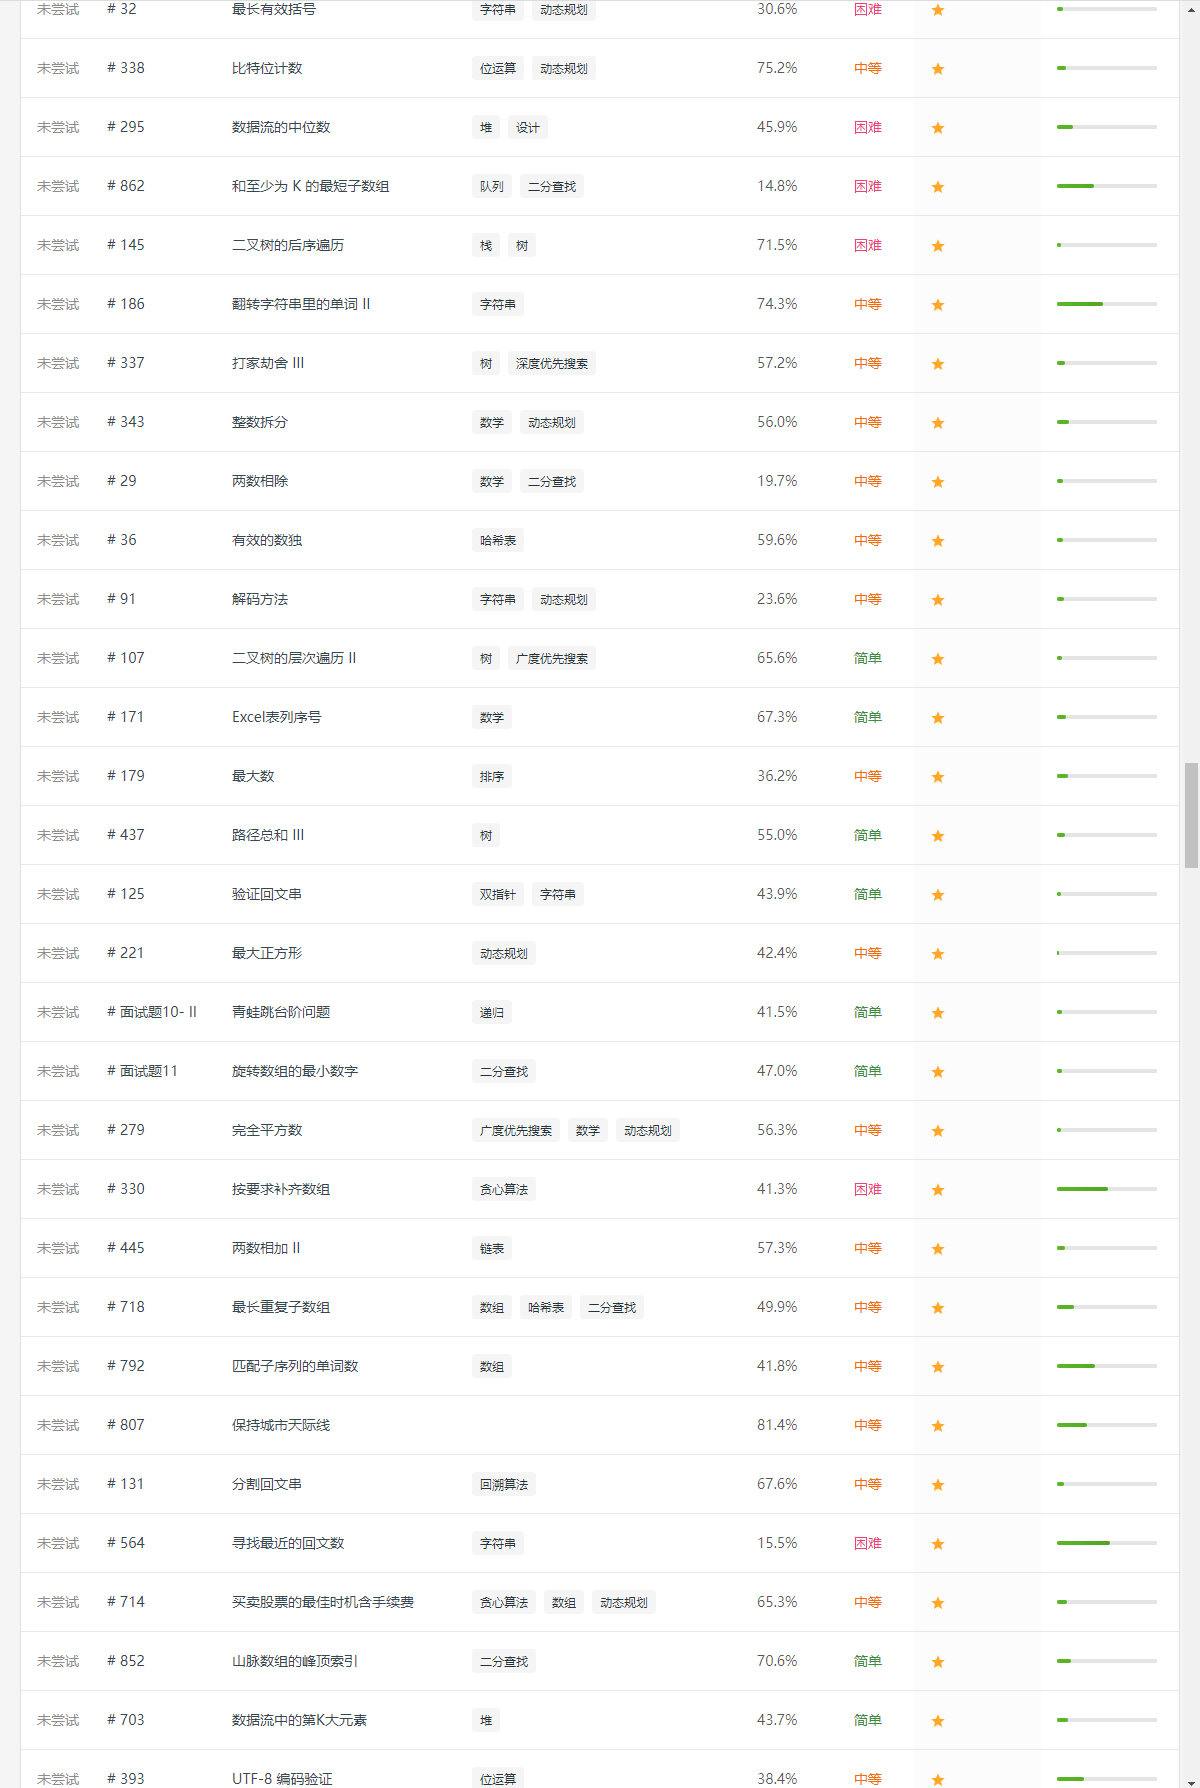 未尝试 # 32 最长有效括号 字符串 动态规划 30.6% 困难
未尝试 # 338 比特位计数 位运算 动态规划 75.2% 中等
未尝试 # 295 数据流的中位数 堆 设计 45.9% 困难
未尝试 # 862 和至少为 K 的最短子数组 队列 二分查找 14.8% 困难
未尝试 # 145 二叉树的后序遍历 栈 树 71.5% 困难
未尝试 # 186 翻转字符串里的单词 II 字符串 74.3% 中等
未尝试 # 337 打家劫舍 III 树 深度优先搜索 57.2% 中等
未尝试 # 343 整数拆分 数学 动态规划 56.0% 中等
未尝试 # 29 两数相除 数学 二分查找 19.7% 中等
未尝试 # 36 有效的数独 哈希表 59.6% 中等
未尝试 # 91 解码方法 字符串 动态规划 23.6% 中等
未尝试 # 107 二叉树的层次遍历 II 树 广度优先搜索 65.6% 简单
未尝试 # 171 Excel表列序号 数学 67.3% 简单
未尝试 # 179 最大数 排序 36.2% 中等
未尝试 # 437 路径总和 III 树 55.0% 简单
未尝试 # 125 验证回文串 双指针 字符串 43.9% 简单
未尝试 # 221 最大正方形 动态规划 42.4% 中等
未尝试 # 面试题10- II 青蛙跳台阶问题 递归 41.5% 简单
未尝试 # 面试题11 旋转数组的最小数字 二分查找 47.0% 简单
未尝试 # 279 完全平方数 广度优先搜索 数学 动态规划 56.3% 中等
未尝试 # 330 按要求补齐数组 贪心算法 41.3% 困难
未尝试 # 445 两数相加 II 链表 57.3% 中等
未尝试 # 718 最长重复子数组 数组 哈希表 二分查找 49.9% 中等
未尝试 # 792 匹配子序列的单词数 数组 41.8% 中等
未尝试 # 807 保持城市天际线 81.4% 中等
未尝试 # 131 分割回文串 回溯算法 67.6% 中等
未尝试 # 564 寻找最近的回文数 字符串 15.5% 困难
未尝试 # 714 买卖股票的最佳时机含手续费 贪心算法 数组 动态规划 65.3% 中等
未尝试 # 852 山脉数组的峰顶索引 二分查找 70.6% 简单
未尝试 # 703 数据流中的第K大元素 堆 43.7% 简单
未尝试 # 393 UTF-8 编码验证 位运算 38.4% 中等